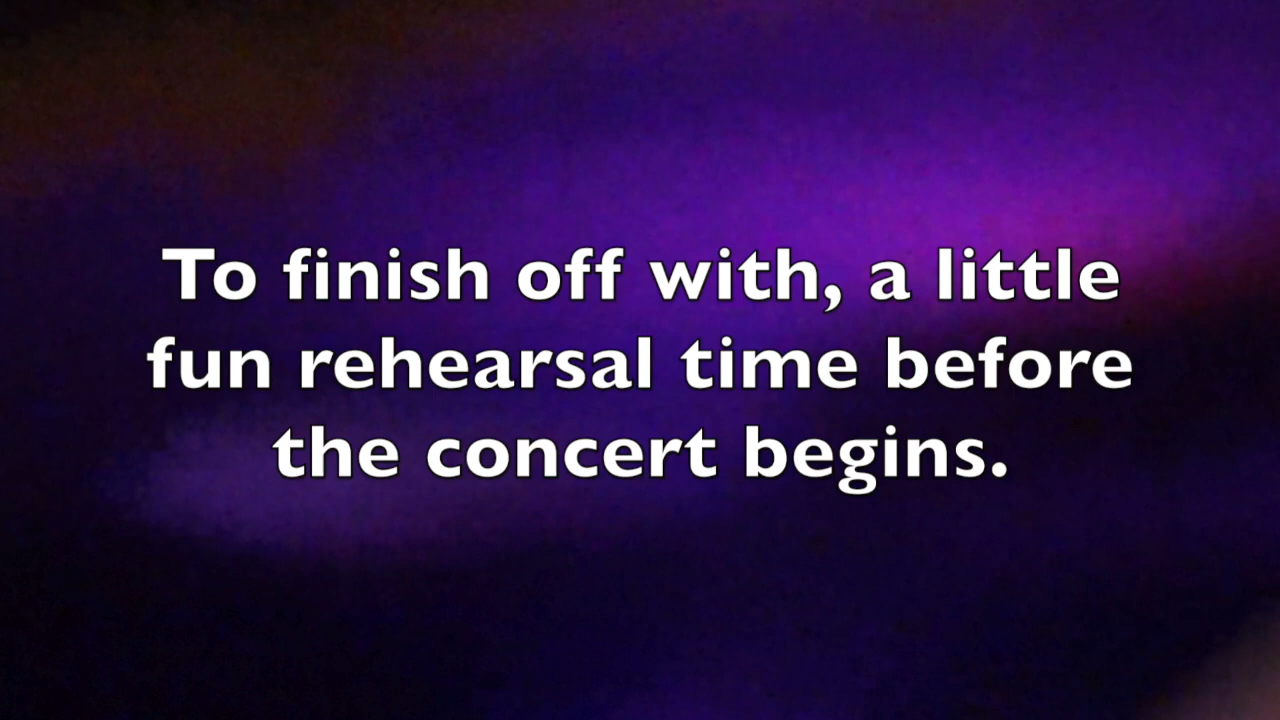 To finish off with, a little
fun rehearsal time before
the concert begins.